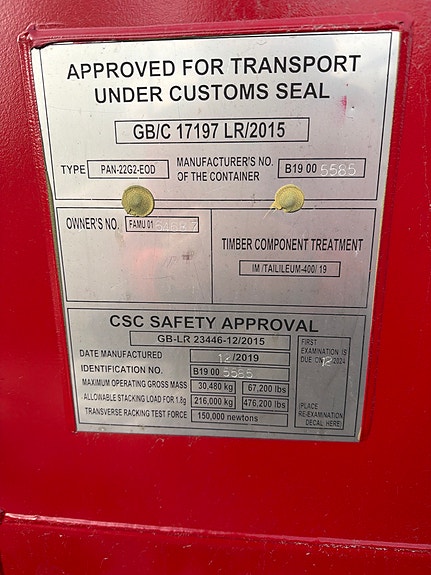 APPROVED FOR TRANSPORT
UNDER CUSTOMS SEAL
GB/C 17197 LR/2015
TYPE PAN-22G2-EOD MANUFACTURER'S NO. OF THE CONTAINER B19 00 5585
OWNER'S NO. FAMU 01
TIMBER COMPONENT TREATMENT
IM /TAILILEUM-400/ 19
CSC SAFETY APPROVAL
GB-LR 23446-12/2015
DATE MANUFACTURED 12/2019
IDENTIFICATION NO. B19 00 5585
MAXIMUM OPERATING GROSS MASS 30,480 kg 67,200 lbs
ALLOWABLE STACKING LOAD FOR 1.8g 216,000 kg 476,200 lbs
TRANSVERSE RACKING TEST FORCE 150,000 newtons
FIRST
EXAMINATION IS
DUE ON 12/2024
(PLACE
RE-EXAMINATION
DECAL HERE)